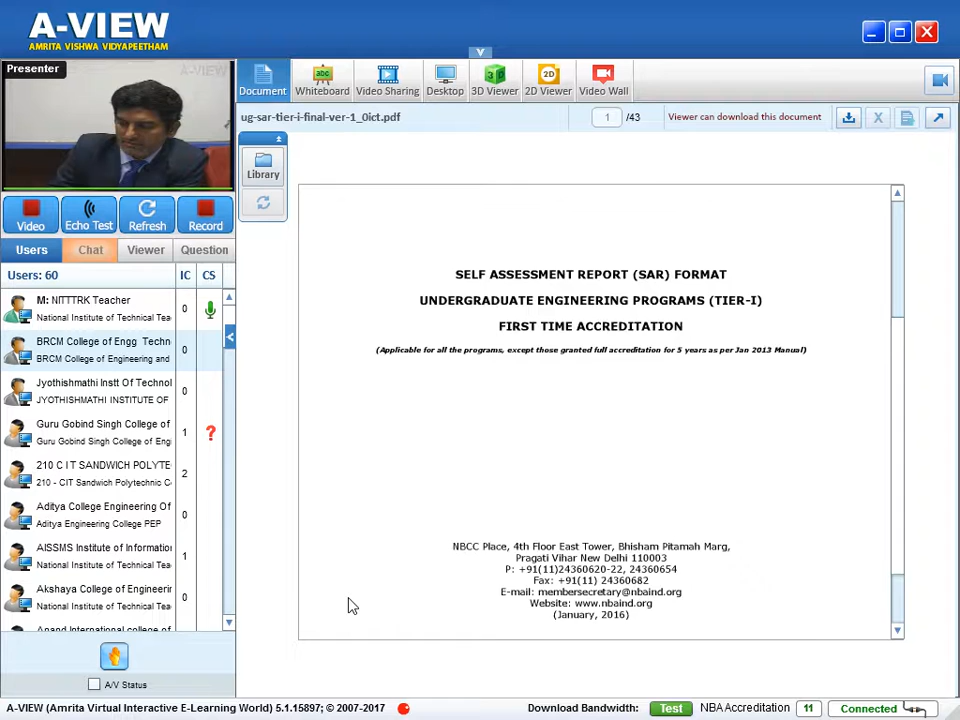 A-VIEW
AMRITA VISHWA VIDYAPEETHAM
Presenter
A-VIEW
Document
Whiteboard
Video Sharing
Desktop
3D Viewer
2D Viewer
Video Wall
ug-sar-tier-i-final-ver-1_0ict.pdf
1 /43
Viewer can download this document
Library
Video
Echo Test
Refresh
Record
Users
Chat
Viewer
Question
Users: 60
IC
CS
M: NITTTRK Teacher
National Institute of Technical Tea
0
BRCM College of Engg Techn
BRCM College of Engineering and
0
Jyothishmathi Instt Of Technol
JYOTHISHMATHI INSTITUTE OF
0
Guru Gobind Singh College of
Guru Gobind Singh College of Eng
1
?
210 C I T SANDWICH POLYTE
210 - CIT Sandwich Polytechnic C
2
Aditya College Engineering Of
Aditya Engineering College PEP
0
AISSMS Institute of Informatio
National Institute of Technical Tea
1
Akshaya College of Engineerin
National Institute of Technical Tea
0
Anand International college of
A/V Status
SELF ASSESSMENT REPORT (SAR) FORMAT
UNDERGRADUATE ENGINEERING PROGRAMS (TIER-I)
FIRST TIME ACCREDITATION
(Applicable for all the programs, except those granted full accreditation for 5 years as per Jan 2013 Manual)
NBCC Place, 4th Floor East Tower, Bhisham Pitamah Marg,
Pragati Vihar New Delhi 110003
P: +91(11)24360620-22, 24360654
Fax: +91(11) 24360682
E-mail: membersecretary@nbaind.org
Website: www.nbaind.org
(January, 2016)
A-VIEW (Amrita Virtual Interactive E-Learning World) 5.1.15897; © 2007-2017
Download Bandwidth:
Test
NBA Accreditation
11
Connected